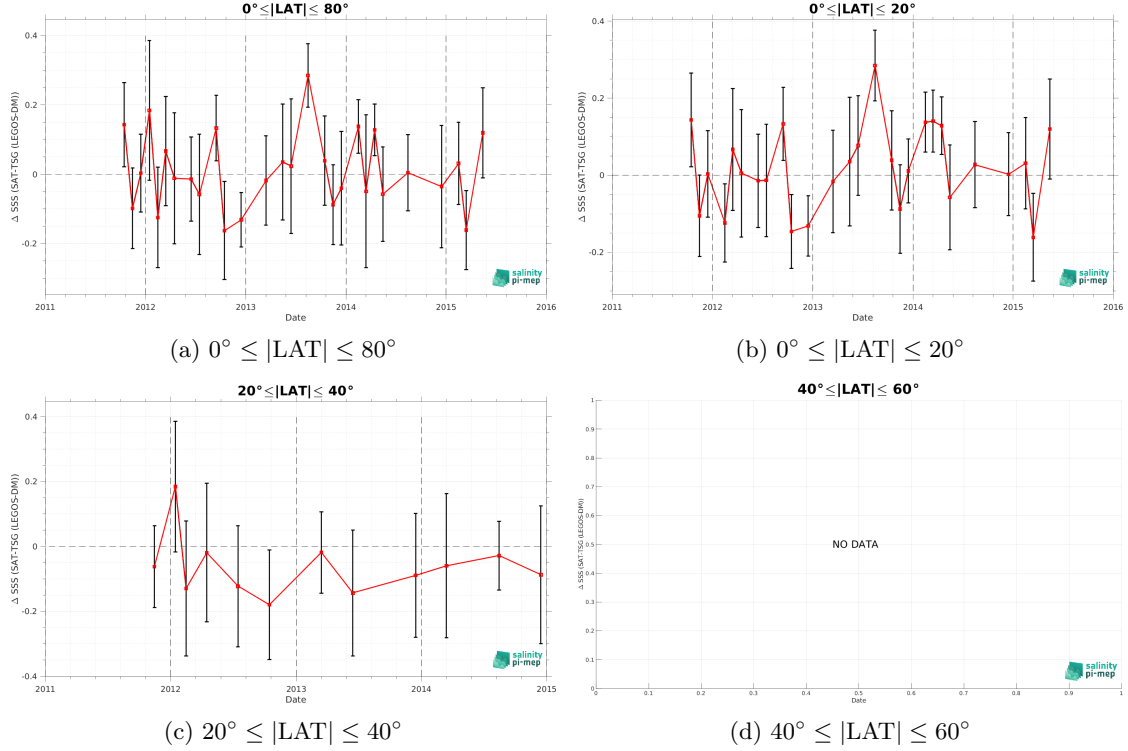 0°≤|LAT|≤ 80°
Δ SSS (SAT-TSG (LEGOS-DM))
0.4
0.2
0
-0.2
2011
2012
2013
2014
2015
2016
Date
salinity
pi-mep
(a) 0° ≤ |LAT| ≤ 80°
0°≤|LAT|≤ 20°
Δ SSS (SAT-TSG (LEGOS-DM))
0.4
0.2
0
-0.2
2011
2012
2013
2014
2015
2016
Date
salinity
pi-mep
(b) 0° ≤ |LAT| ≤ 20°
20°≤|LAT|≤ 40°
Δ SSS (SAT-TSG (LEGOS-DM))
0.4
0.2
0
-0.2
-0.4
2011
2012
2013
2014
2015
Date
salinity
pi-mep
(c) 20° ≤ |LAT| ≤ 40°
40°≤|LAT|≤ 60°
Δ SSS (SAT-TSG (LEGOS-DM))
1
0.9
0.8
0.7
0.6
0.5
0.4
0.3
0.2
0.1
0
NO DATA
0
0.1
0.2
0.3
0.4
0.5
0.6
0.7
0.8
0.9
1
Date
salinity
pi-mep
(d) 40° ≤ |LAT| ≤ 60°